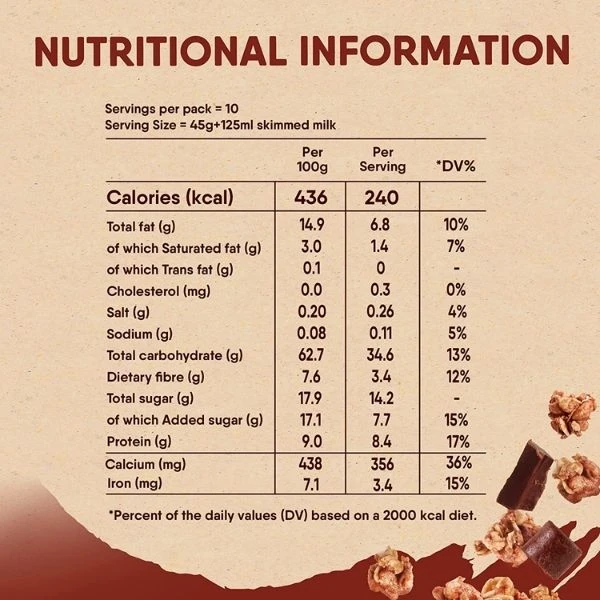 NUTRITIONAL INFORMATION
Servings per pack = 10
Serving Size = 45g+125ml skimmed milk
Per 100g Per Serving *DV%
Calories (kcal) 436 240
Total fat (g) 14.9 6.8 10%
of which Saturated fat (g) 3.0 1.4 7%
of which Trans fat (g) 0.1 0 -
Cholesterol (mg) 0.0 0.3 0%
Salt (g) 0.20 0.26 4%
Sodium (g) 0.08 0.11 5%
Total carbohydrate (g) 62.7 34.6 13%
Dietary fibre (g) 7.6 3.4 12%
Total sugar (g) 17.9 14.2 -
of which Added sugar (g) 17.1 7.7 15%
Protein (g) 9.0 8.4 17%
Calcium (mg) 438 356 36%
Iron (mg) 7.1 3.4 15%
*Percent of the daily values (DV) based on a 2000 kcal diet.